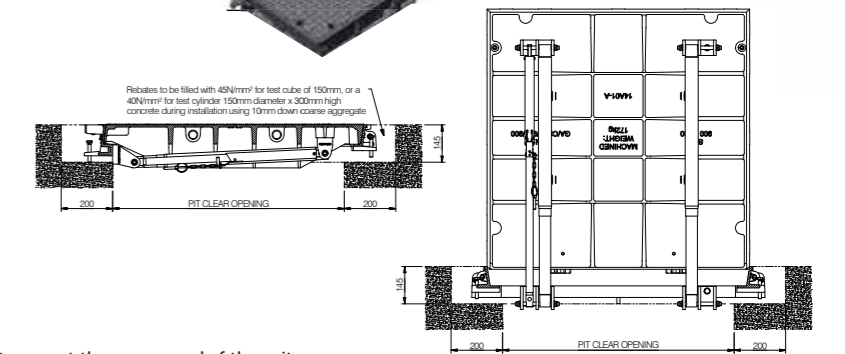 Rebates to be filled with 45N/mm² for test cube of 150mm, or a
40N/mm² for test cylinder 150mm diameter x 300mm high
concrete during installation using 10mm down coarse aggregate
145
200
PIT CLEAR OPENING
200
14A01-A
MACHINED
WEIGHT:
172kg
145
200
PIT CLEAR OPENING
200